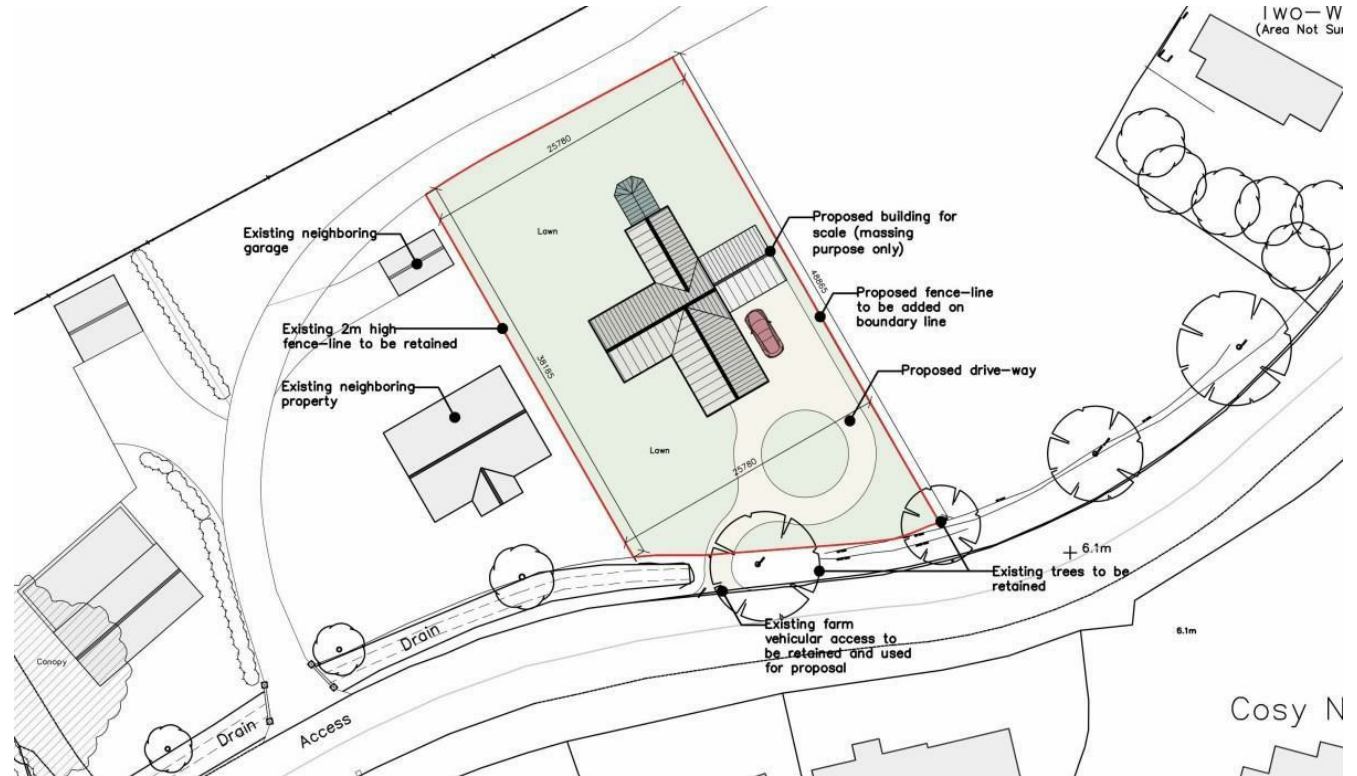 Two-W
(Area Not Sur
25780
Existing neighboring
garage
Lawn
Proposed building for
scale (massing
purpose only)
48865
Proposed fence-line
to be added on
boundary line
Existing 2m high
fence-line to be retained
38185
Existing neighboring
property
Proposed drive-way
Lawn
25780
6.1m
Existing trees to be
retained
Existing farm
vehicular access to
be retained and used
for proposal
6.1m
Drain
Canopy
Cosy N
Access
Drain